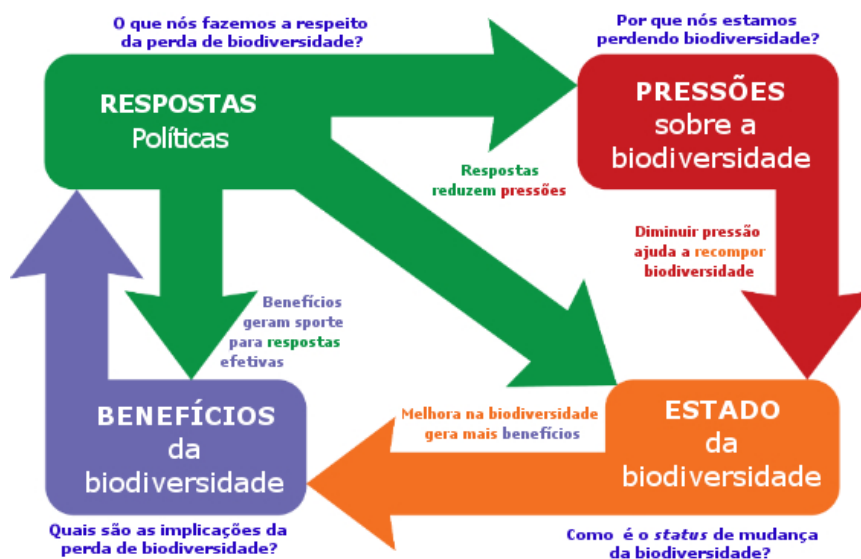 O que nós fazemos a respeito
da perda de biodiversidade?
Por que nós estamos
perdendo biodiversidade?
RESPOSTAS
Políticas
PRESSÕES
sobre a
biodiversidade
Respostas
reduzem pressões
Diminuir pressão
ajuda a recompor
biodiversidade
Benefícios
geram sporte
para respostas
efetivas
BENEFÍCIOS
da
biodiversidade
Melhora na biodiversidade
gera mais benefícios
ESTADO
da
biodiversidade
Quais são as implicações da
perda de biodiversidade?
Como é o status de mudança
da biodiversidade?